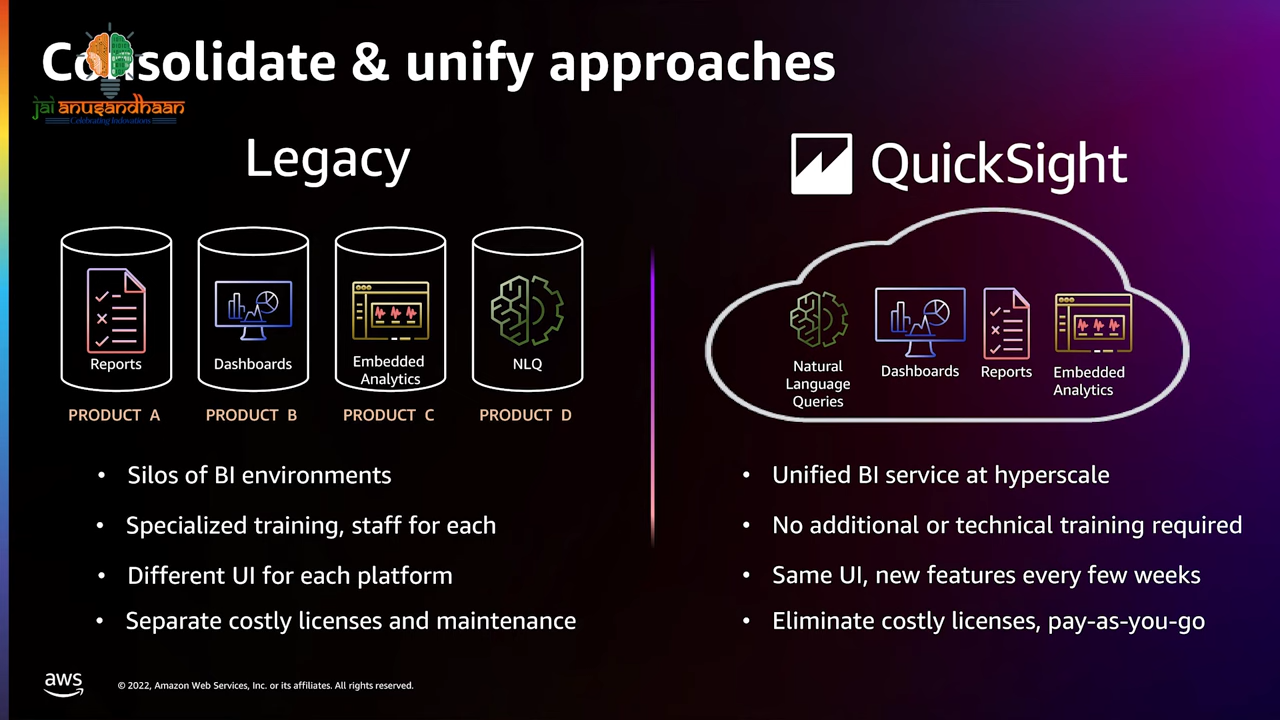 Consolidate & unify approaches
jai anusandhaan
Celebrating Indovations
Legacy
QuickSight
Reports
Dashboards
Embedded
Analytics
NLQ
PRODUCT A
PRODUCT B
PRODUCT C
PRODUCT D
Natural
Language
Queries
Dashboards
Reports
Embedded
Analytics
• Silos of BI environments
• Specialized training, staff for each
• Different UI for each platform
• Separate costly licenses and maintenance
• Unified BI service at hyperscale
• No additional or technical training required
• Same UI, new features every few weeks
• Eliminate costly licenses, pay-as-you-go
aws
© 2022, Amazon Web Services, Inc. or its affiliates. All rights reserved.